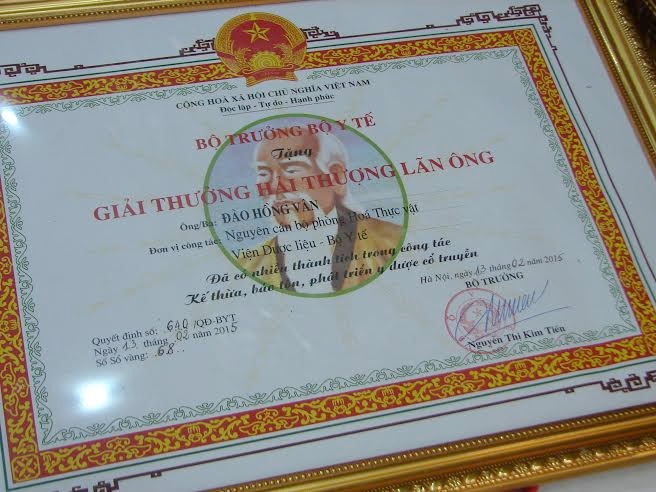 CỘNG HOÀ XÃ HỘI CHỦ NGHĨA VIỆT NAM
Độc lập - Tự do - Hạnh phúc
BỘ TRƯỞNG BỘ Y TẾ
Tặng
GIẢI THƯỞNG HẢI THƯỢNG LÃN ÔNG
Ông/Bà: ĐÀO HỒNG VÂN
Đơn vị công tác: Nguyên cán bộ phòng Hoá Thực vật
Viện Dược liệu - Bộ Y tế
Đã có nhiều thành tích trong công tác
Kế thừa, bảo tồn, phát triển y dược cổ truyền
Hà Nội, ngày 13 tháng 02 năm 2015
BỘ TRƯỞNG
Nguyễn Thị Kim Tiến
Quyết định số: 640/QĐ-BYT
Ngày 13 tháng 02 năm 2015
Số Sổ vàng: 68